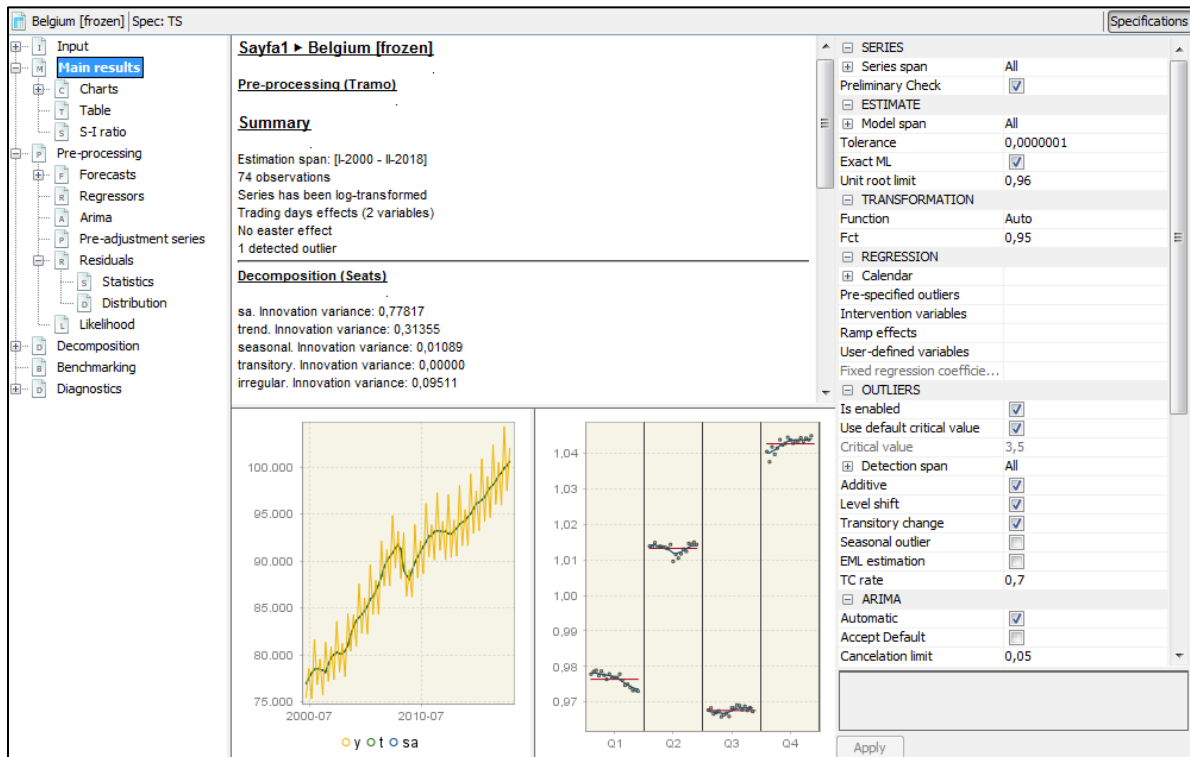 Belgium [frozen] Spec: TS
Specifications
Input
Main results
Charts
Table
S-I ratio
Pre-processing
Forecasts
Regressors
Arima
Pre-adjustment series
Residuals
Statistics
Distribution
Likelihood
Decomposition
Benchmarking
Diagnostics
Sayfa1 ▸ Belgium [frozen]
Pre-processing (Tramo)
Summary
Estimation span: [I-2000 - II-2018]
74 observations
Series has been log-transformed
Trading days effects (2 variables)
No easter effect
1 detected outlier
Decomposition (Seats)
sa. Innovation variance: 0,77817
trend. Innovation variance: 0,31355
seasonal. Innovation variance: 0,01089
transitory. Innovation variance: 0,00000
irregular. Innovation variance: 0,09511
100.000
95.000
90.000
85.000
80.000
75.000
2000-07 2010-07
y t sa
1,04
1,03
1,02
1,01
1,00
0,99
0,98
0,97
Q1 Q2 Q3 Q4
SERIES
Series span All
Preliminary Check
ESTIMATE
Model span All
Tolerance 0,0000001
Exact ML
Unit root limit 0,96
TRANSFORMATION
Function Auto
Fct 0,95
REGRESSION
Calendar
Pre-specified outliers
Intervention variables
Ramp effects
User-defined variables
Fixed regression coefficie...
OUTLIERS
Is enabled
Use default critical value
Critical value 3,5
Detection span All
Additive
Level shift
Transitory change
Seasonal outlier
EML estimation
TC rate 0,7
ARIMA
Automatic
Accept Default
Cancelation limit 0,05
Apply